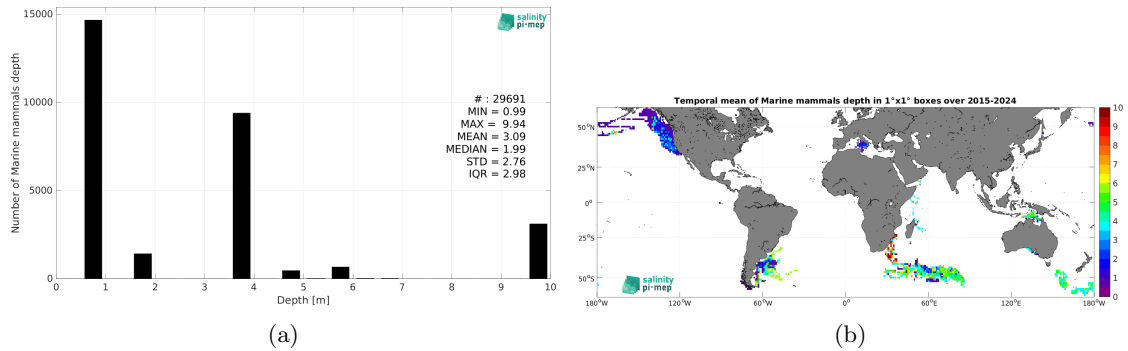 15000
10000
5000
0
Number of Marine mammals depth
0 1 2 3 4 5 6 7 8 9 10
Depth [m]
salinity
pi-mep
# : 29691
MIN = 0.99
MAX = 9.94
MEAN = 3.09
MEDIAN = 1.99
STD = 2.76
IQR = 2.98
(a)
Temporal mean of Marine mammals depth in 1°x1° boxes over 2015-2024
50°N
25°N
0°
25°S
50°S
180°W 120°W 60°W 0° 60°E 120°E 180°E
salinity
pi-mep
10
9
8
7
6
5
4
3
2
1
0
(b)